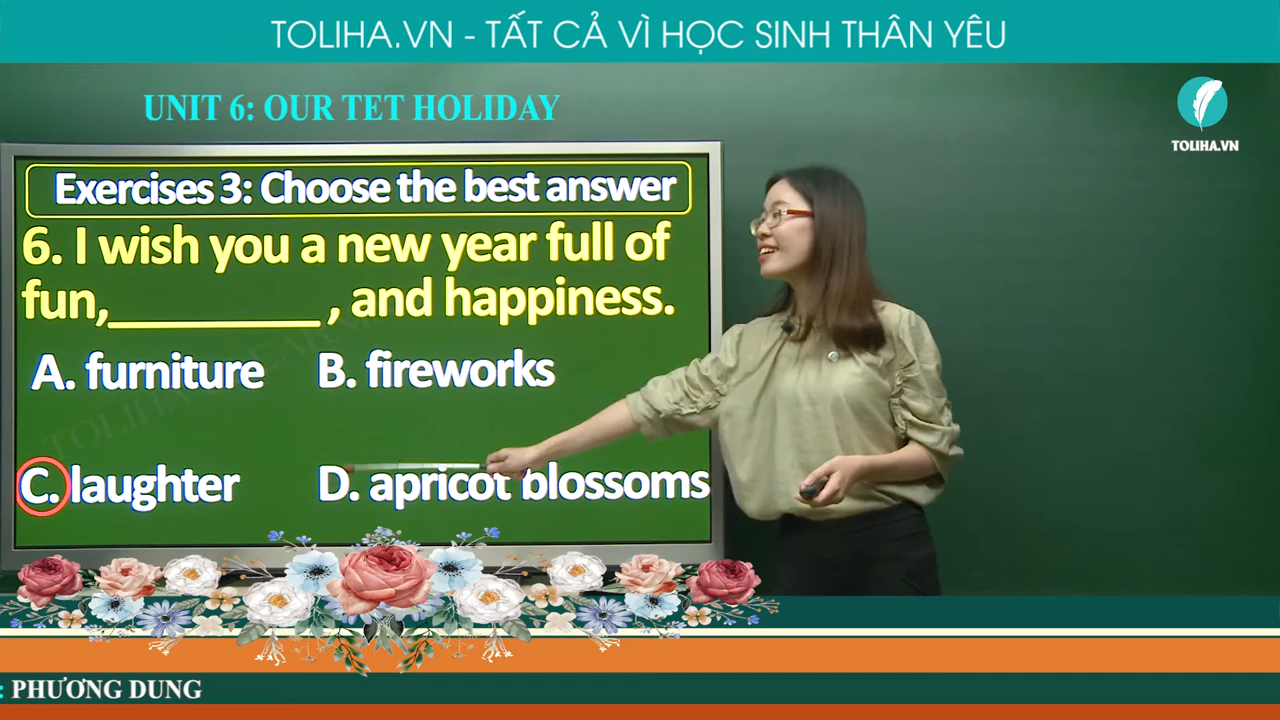 TOLIHA.VN - TẤT CẢ VÌ HỌC SINH THÂN YÊU
UNIT 6: OUR TET HOLIDAY
TOLIHA.VN
Exercises 3: Choose the best answer
6. I wish you a new year full of
fun,________ , and happiness.
A. furniture B. fireworks
C. laughter D. apricot blossoms
: PHƯƠNG DUNG